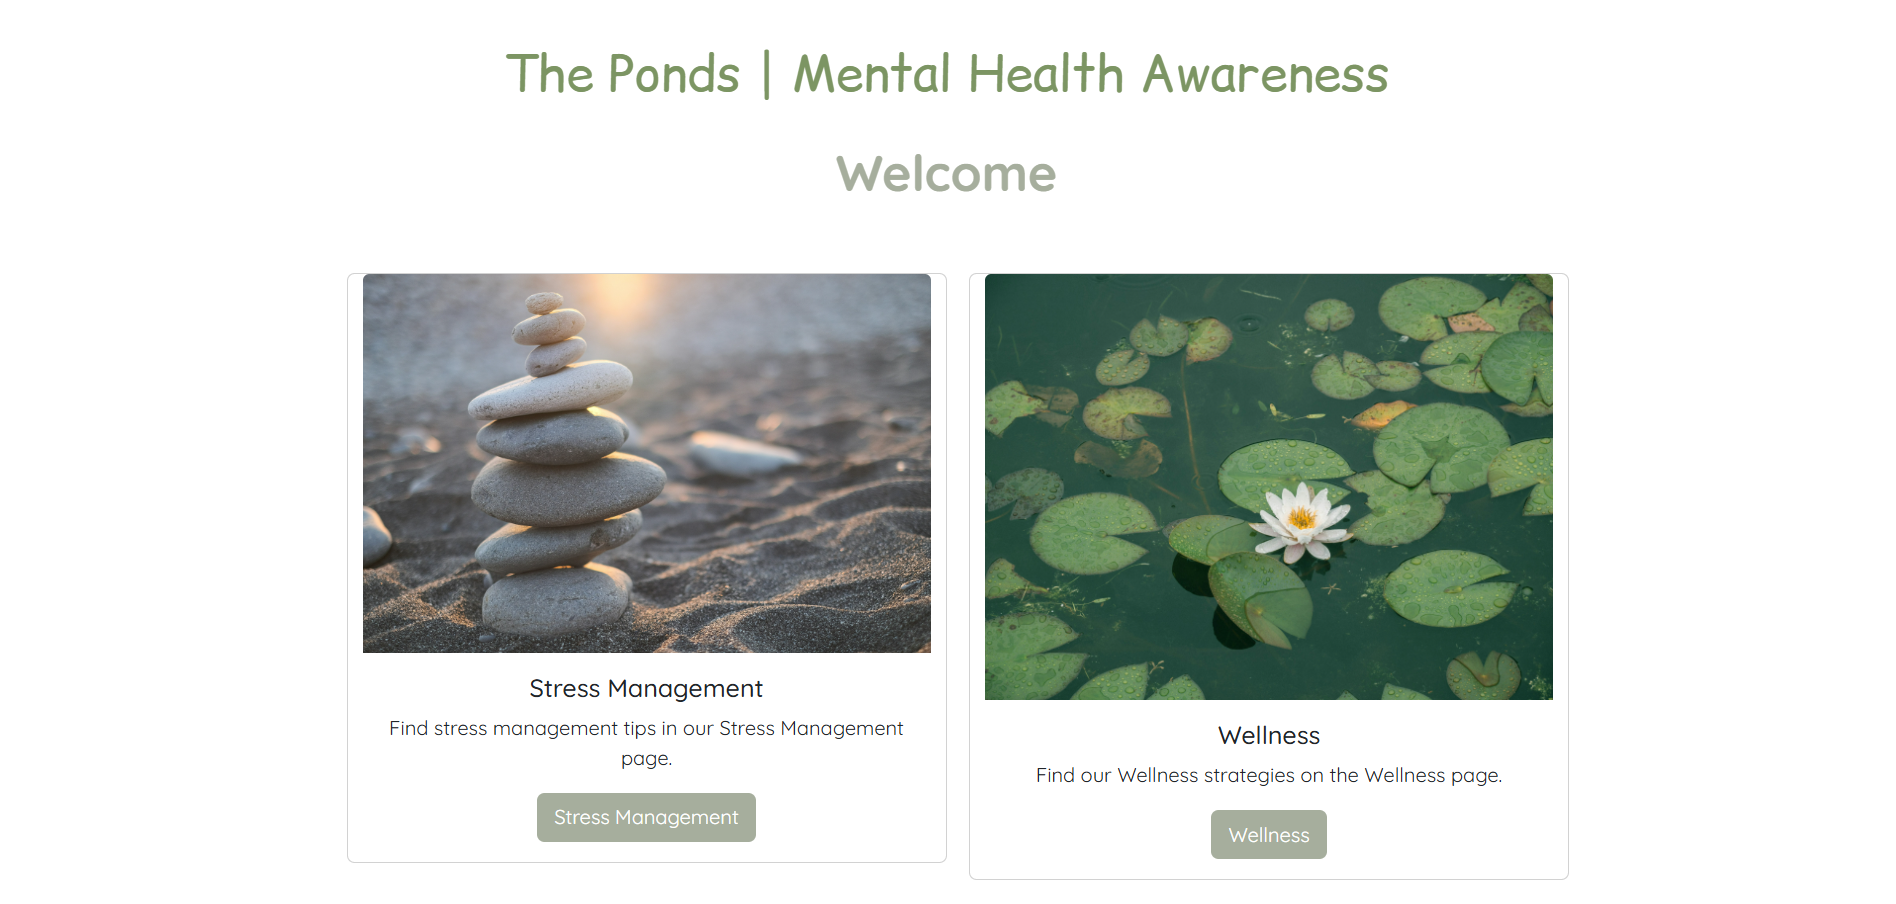 The Ponds | Mental Health Awareness
Welcome
Stress Management
Find stress management tips in our Stress Management
page.
Stress Management
Wellness
Find our Wellness strategies on the Wellness page.
Wellness